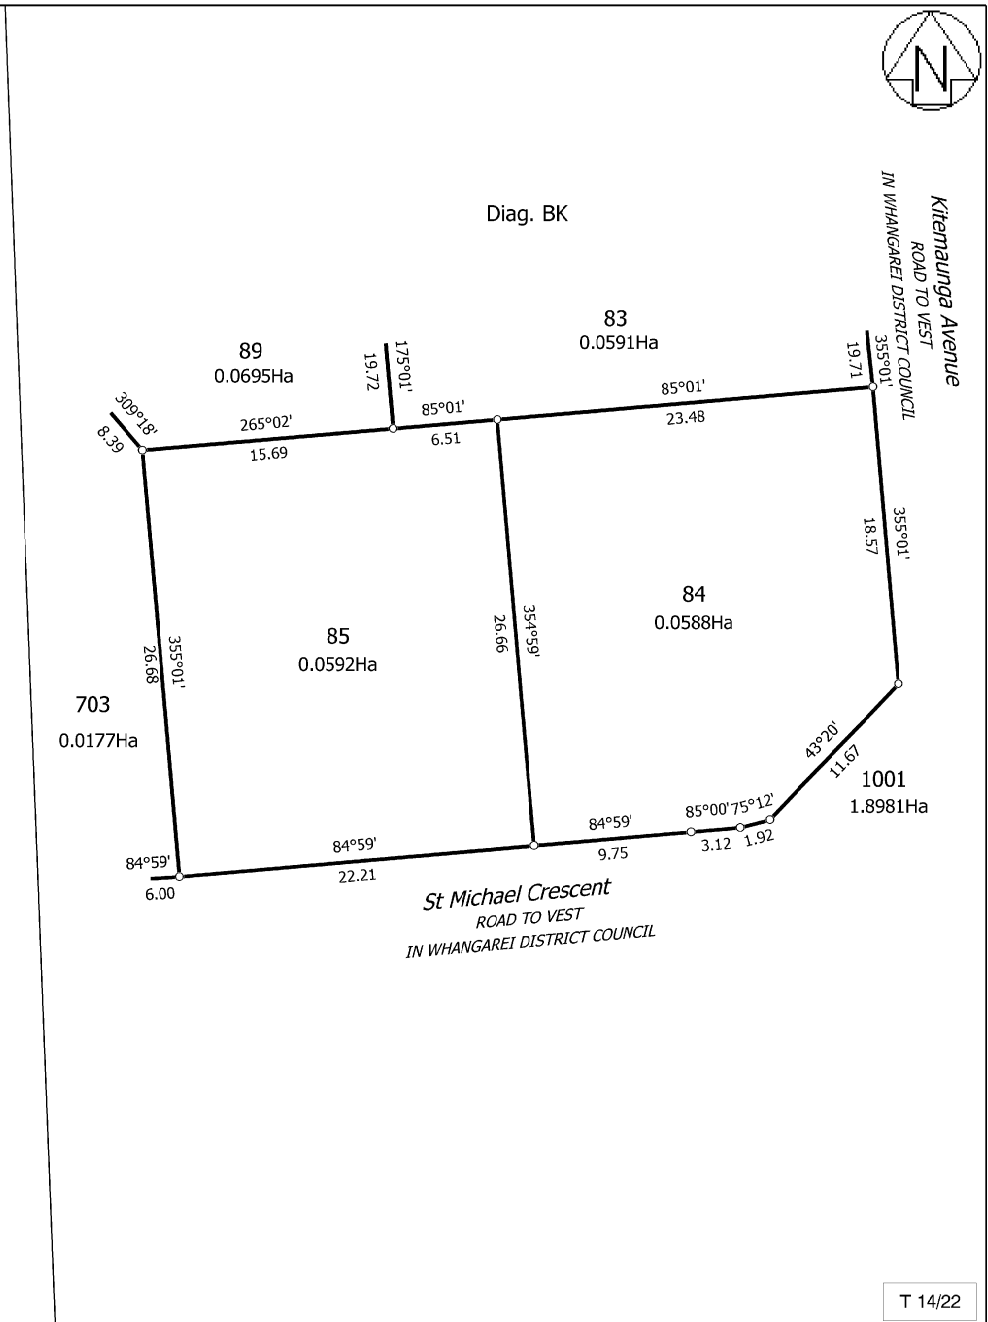 N
Diag. BK
Kitemaunga Avenue
ROAD TO VEST
IN WHANGAREI DISTRICT COUNCIL
83
0.0591Ha
89
0.0695Ha
175°01'
19.72
355°01'
19.71
309°18'
8.39
265°02'
15.69
85°01'
6.51
85°01'
23.48
355°01'
18.57
84
0.0588Ha
354°59'
26.66
85
0.0592Ha
355°01'
26.68
703
0.0177Ha
43°20'
11.67
1001
1.8981Ha
84°59'
6.00
84°59'
22.21
84°59'
9.75
85°00'
3.12
75°12'
1.92
St Michael Crescent
ROAD TO VEST
IN WHANGAREI DISTRICT COUNCIL
T 14/22